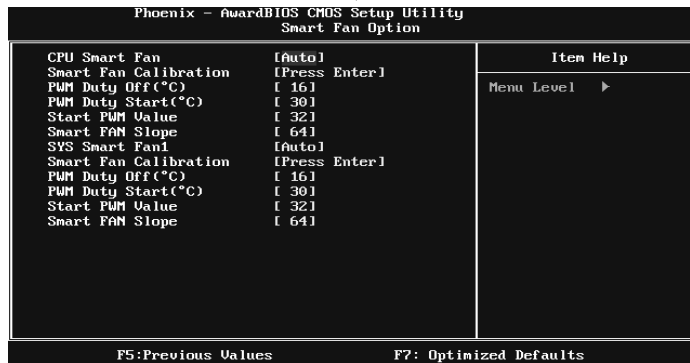 Phoenix - AwardBIOS CMOS Setup Utility
Smart Fan Option
CPU Smart Fan [Auto]
Smart Fan Calibration [Press Enter]
PWM Duty Off(°C) [ 16]
PWM Duty Start(°C) [ 30]
Start PWM Value [ 32]
Smart FAN Slope [ 64]
SYS Smart Fan1 [Auto]
Smart Fan Calibration [Press Enter]
PWM Duty Off(°C) [ 16]
PWM Duty Start(°C) [ 30]
Start PWM Value [ 32]
Smart FAN Slope [ 64]
Item Help
Menu Level ▶
F5:Previous Values F7: Optimized Defaults